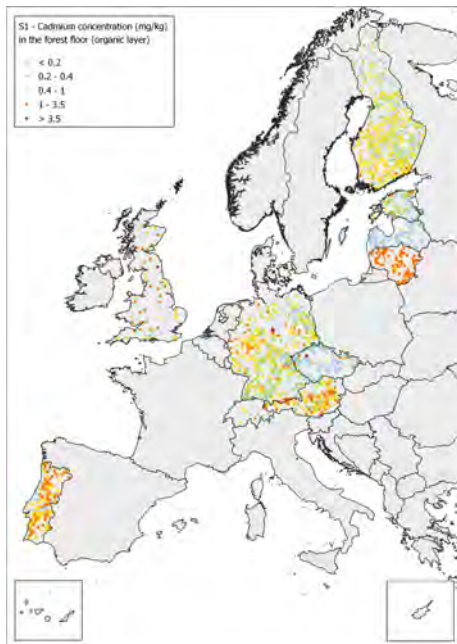 S1 - Cadmium concentration (mg/kg)
in the forest floor (organic layer)
< 0.2
0.2 - 0.4
0.4 - 1
1 - 3.5
> 3.5